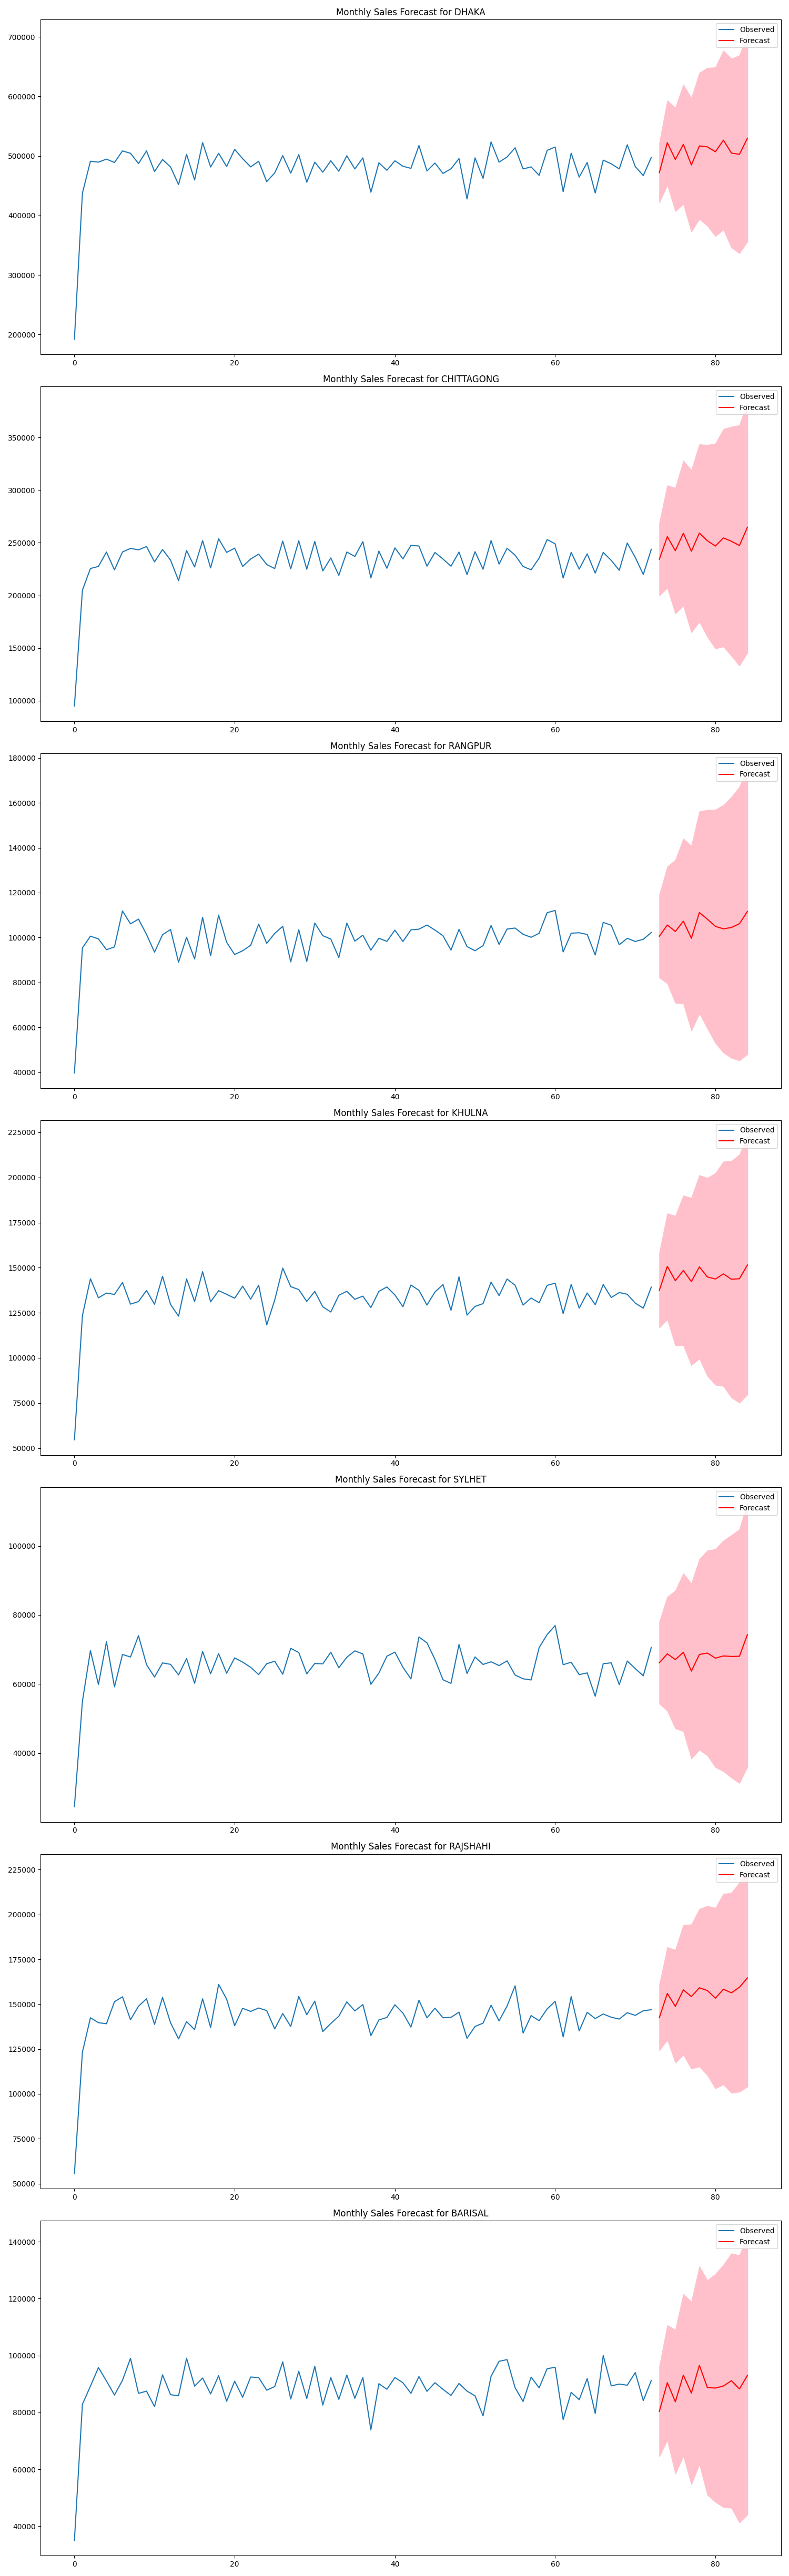 Monthly Sales Forecast for DHAKA
Observed
Forecast
700000
600000
500000
400000
300000
200000
0 20 40 60 80
Monthly Sales Forecast for CHITTAGONG
Observed
Forecast
350000
300000
250000
200000
150000
100000
0 20 40 60 80
Monthly Sales Forecast for RANGPUR
Observed
Forecast
180000
160000
140000
120000
100000
80000
60000
40000
0 20 40 60 80
Monthly Sales Forecast for KHULNA
Observed
Forecast
225000
200000
175000
150000
125000
100000
75000
50000
0 20 40 60 80
Monthly Sales Forecast for SYLHET
Observed
Forecast
100000
80000
60000
40000
0 20 40 60 80
Monthly Sales Forecast for RAJSHAHI
Observed
Forecast
225000
200000
175000
150000
125000
100000
75000
50000
0 20 40 60 80
Monthly Sales Forecast for BARISAL
Observed
Forecast
140000
120000
100000
80000
60000
40000
0 20 40 60 80